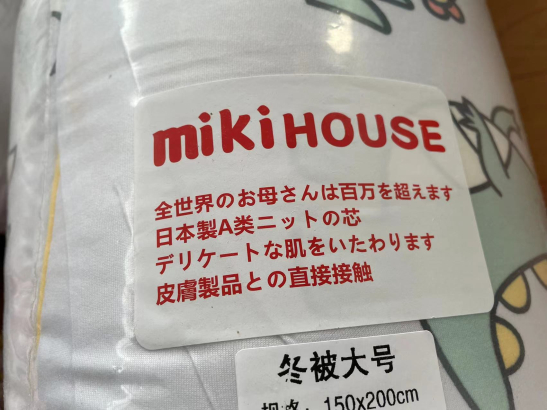 mikiHOUSE
全世界のお母さんは百万を超えます
日本製A类ニットの芯
デリケートな肌をいたわります
皮膚製品との直接接触
冬被大号
规格：150x200cm